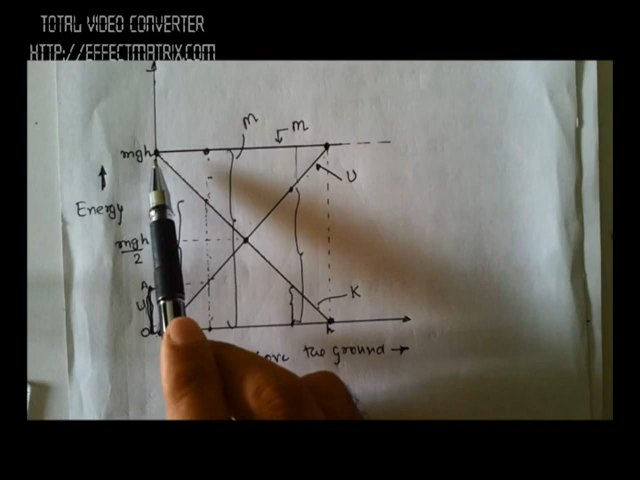 TOTAL VIDEO CONVERTER
HTTP://EFFECTMATRIX.COM
m
m
mgh
U
Energy
mgh
2
A
U
K
O
h
the ground →